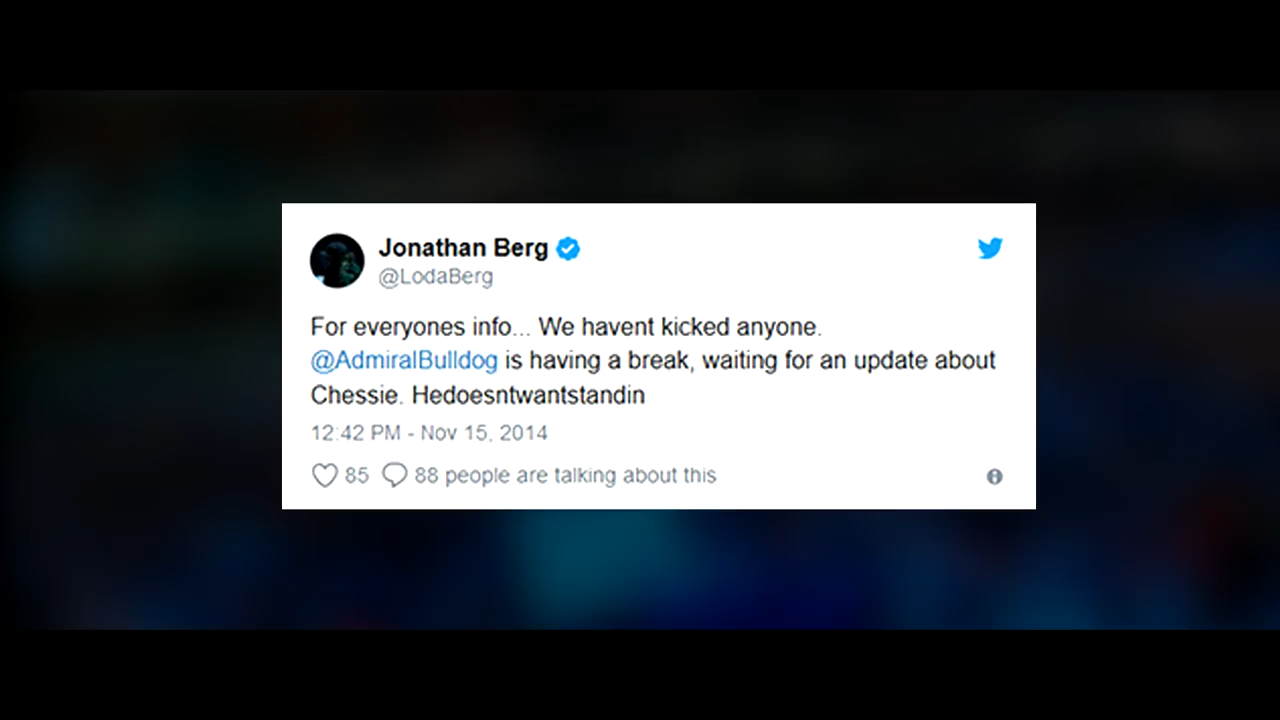 Jonathan Berg
@LodaBerg
For everyones info... We havent kicked anyone.
@AdmiralBulldog is having a break, waiting for an update about
Chessie. Hedoesntwantstandin
12:42 PM - Nov 15, 2014
85 88 people are talking about this